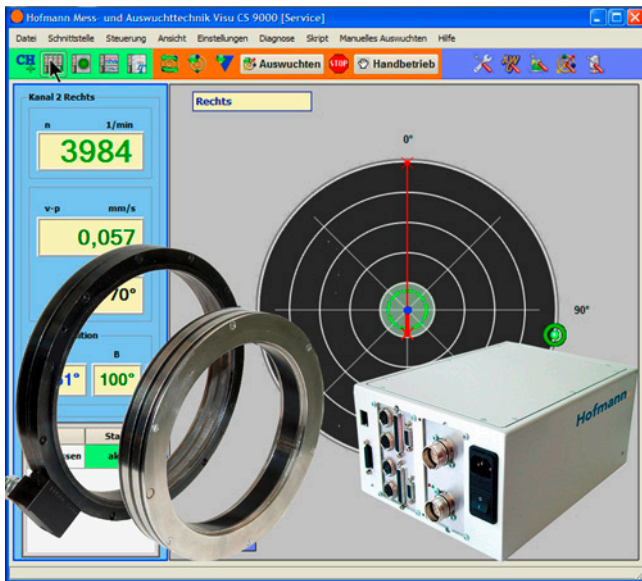 Hofmann Mess- und Auswuchttechnik Visu CS 9000 [Service]
Datei Schnittstelle Steuerung Ansicht Einstellungen Diagnose Skript Manuelles Auswuchten Hilfe
CH Auswuchten STOP Handbetrieb
Kanal 2 Rechts
Rechts
n 1/min
3984
0°
v-p mm/s
0,057
70°
90°
B
100°
Hofmann